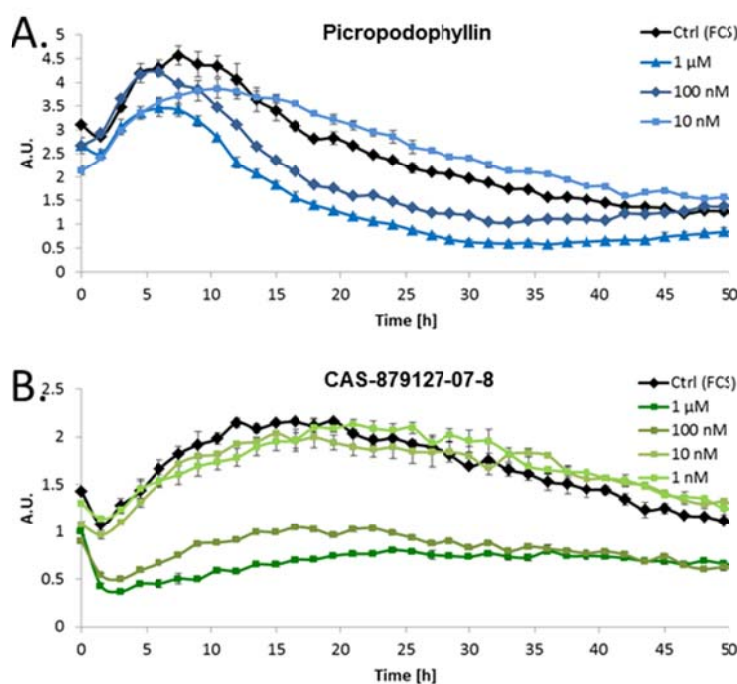 A.
Picropodophyllin
Ctrl (FCS)
1 µM
100 nM
10 nM
5
4.5
4
3.5
3
2.5
2
1.5
1
0.5
0
A.U.
0 5 10 15 20 25 30 35 40 45 50
Time [h]
B.
CAS-879127-07-8
Ctrl (FCS)
1 µM
100 nM
10 nM
1 nM
2.5
2
1.5
1
0.5
0
A.U.
0 5 10 15 20 25 30 35 40 45 50
Time [h]